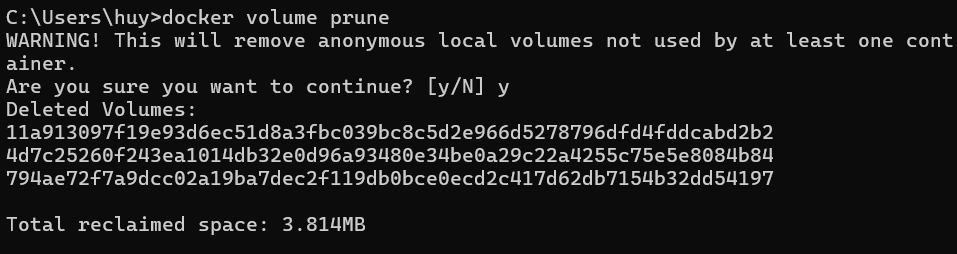 C:\Users\huy>docker volume prune
WARNING! This will remove anonymous local volumes not used by at least one cont
ainer.
Are you sure you want to continue? [y/N] y
Deleted Volumes:
11a913097f19e93d6ec51d8a3fbc039bc8c5d2e966d5278796dfd4fddcabd2b2
4d7c25260f243ea1014db32e0d96a93480e34be0a29c22a4255c75e5e8084b84
794ae72f7a9dcc02a19ba7dec2f119db0bce0ecd2c417d62db7154b32dd54197
Total reclaimed space: 3.814MB